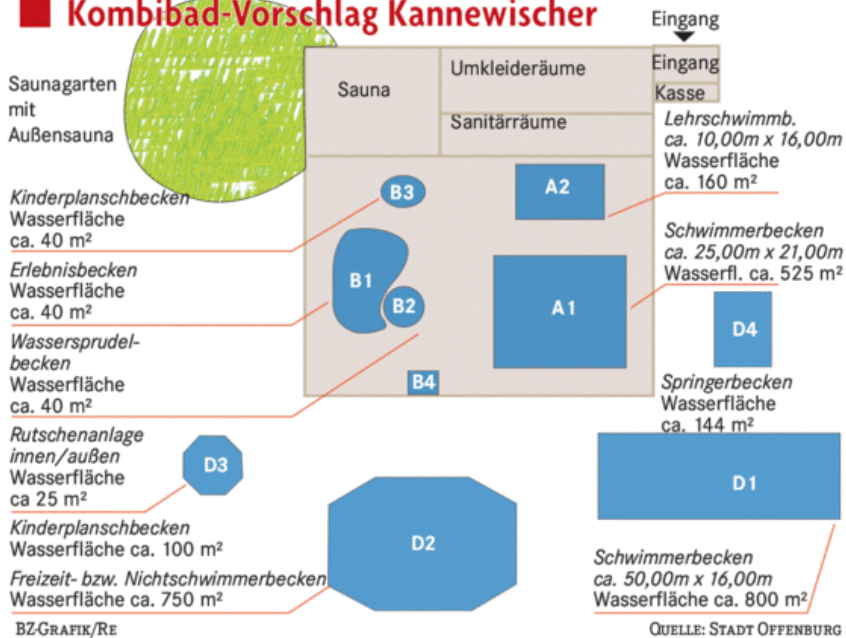 Kombibad-Vorschlag Kannewischer
Eingang
Saunagarten
mit
Außensauna
Sauna
Umkleideräume
Sanitärräume
Eingang
Kasse
Lehrschwimmb.
ca. 10,00m x 16,00m
Wasserfläche
ca. 160 m²
Kinderplanschbecken
Wasserfläche
ca. 40 m²
B3
A2
Schwimmerbecken
ca. 25,00m x 21,00m
Wasserfl. ca. 525 m²
Erlebnisbecken
Wasserfläche
ca. 40 m²
B1
B2
A1
D4
Wassersprudel-
becken
Wasserfläche
ca. 40 m²
B4
Springerbecken
Wasserfläche
ca. 144 m²
Rutschenanlage
innen/außen
Wasserfläche
ca 25 m²
D3
D1
Kinderplanschbecken
Wasserfläche ca. 100 m²
D2
Freizeit- bzw. Nichtschwimmerbecken
Wasserfläche ca. 750 m²
Schwimmerbecken
ca. 50,00m x 16,00m
Wasserfläche ca. 800 m²
BZ-Grafik/Re
Quelle: Stadt Offenburg